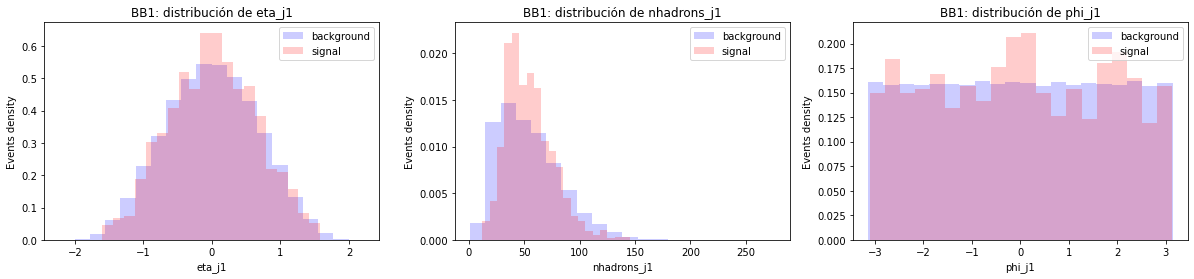 BB1: distribución de eta_j1
background
signal
Events density
0.6
0.5
0.4
0.3
0.2
0.1
0.0
−2 −1 0 1 2
eta_j1
BB1: distribución de nhadrons_j1
background
signal
Events density
0.020
0.015
0.010
0.005
0.000
0 50 100 150 200 250
nhadrons_j1
BB1: distribución de phi_j1
background
signal
Events density
0.200
0.175
0.150
0.125
0.100
0.075
0.050
0.025
0.000
−3 −2 −1 0 1 2 3
phi_j1